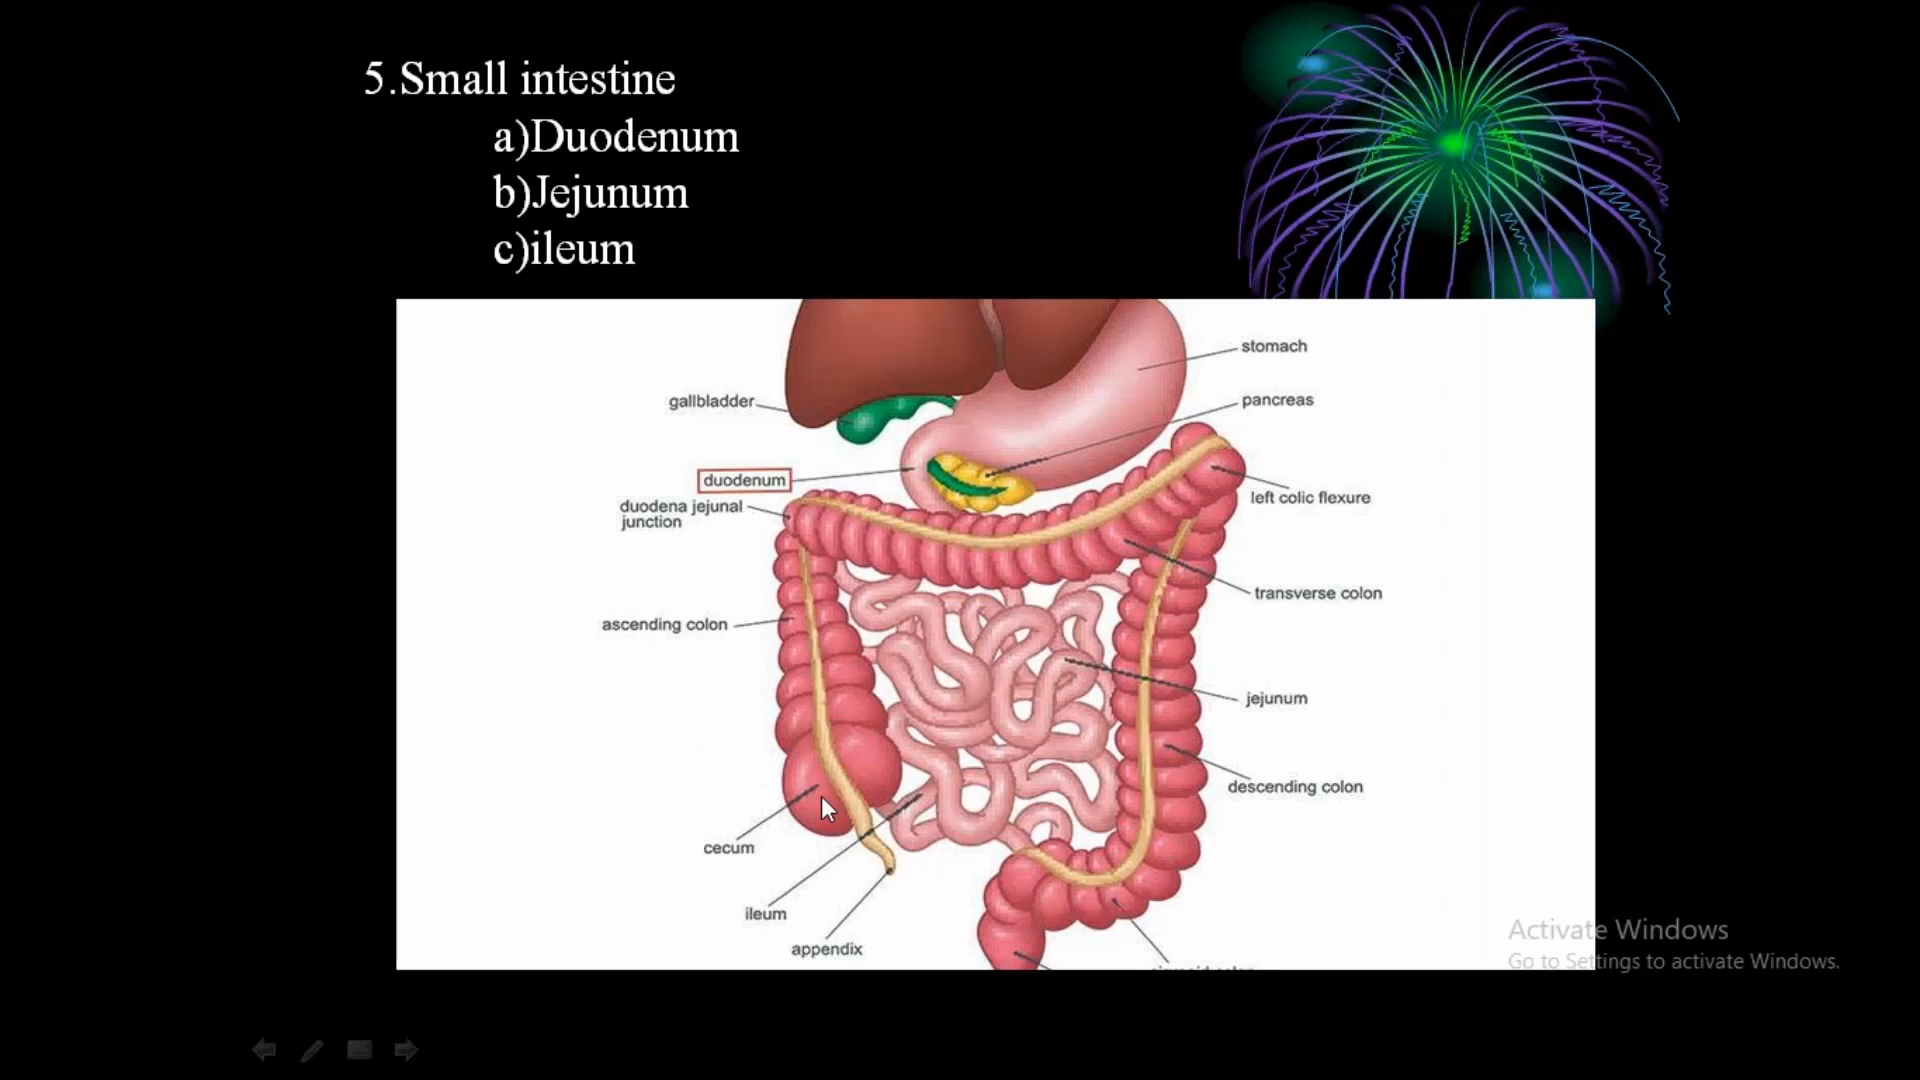 5.Small intestine
a)Duodenum
b)Jejunum
c)ileum
stomach
gallbladder
pancreas
duodenum
left colic flexure
duodena jejunal
junction
transverse colon
ascending colon
jejunum
descending colon
cecum
ileum
appendix
Activate Windows
Go to Settings to activate Windows.